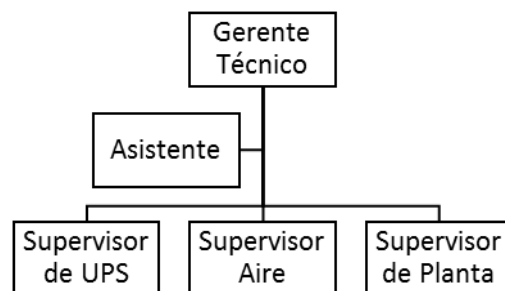 Gerente
Técnico
Asistente
Supervisor
de UPS
Supervisor
Aire
Supervisor
de Planta